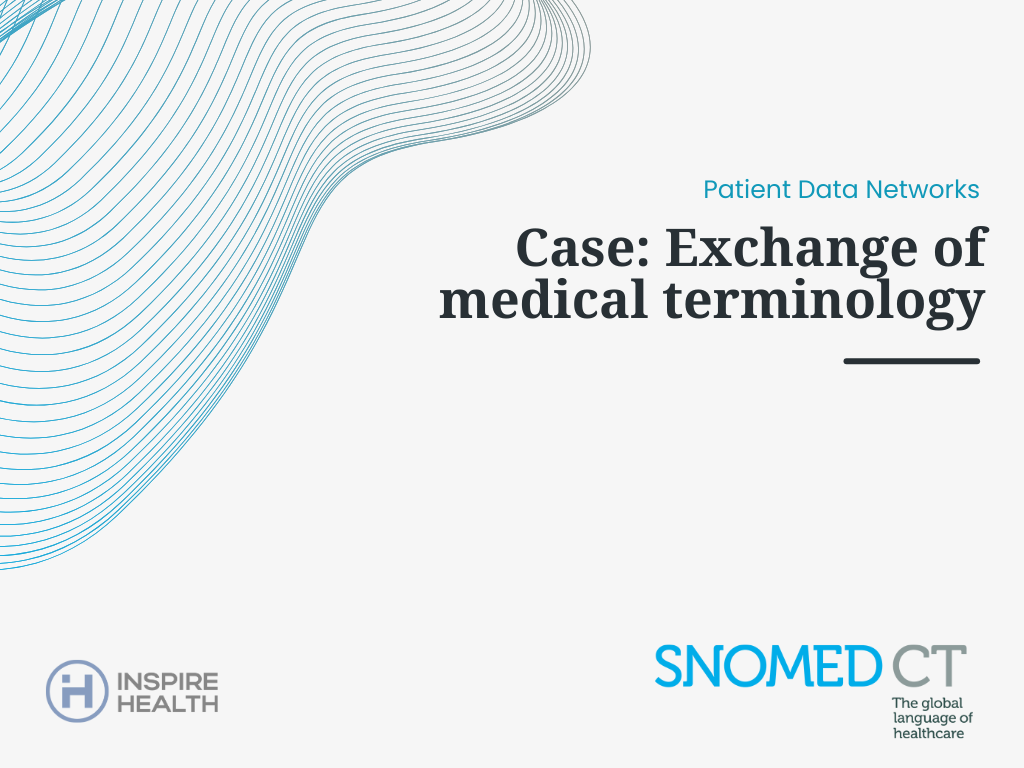 Patient Data Networks
Case: Exchange of
medical terminology
INSPIRE
HEALTH
SNOMED CT
The global
language of
healthcare